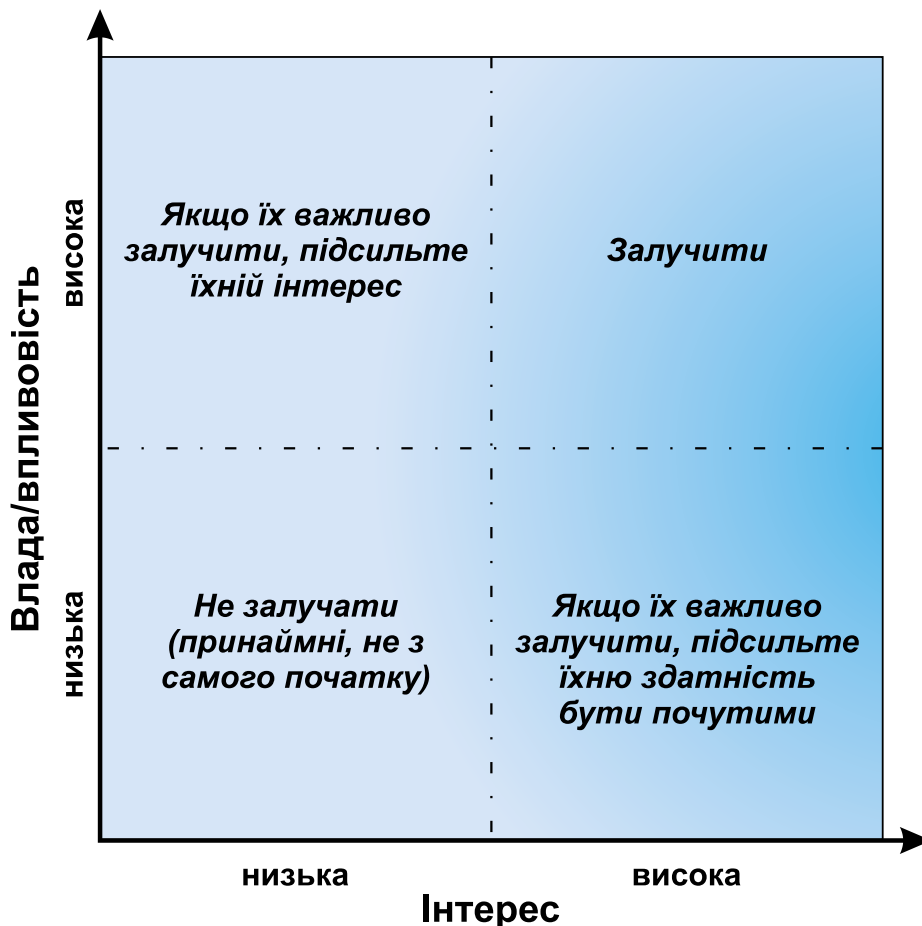 Влада/впливовість
висока
низька
Якщо їх важливо
залучити, підсильте
їхній інтерес
Залучити
Не залучати
(принаймні, не з
самого початку)
Якщо їх важливо
залучити, підсильте
їхню здатність
бути почутими
низька
висока
Інтерес